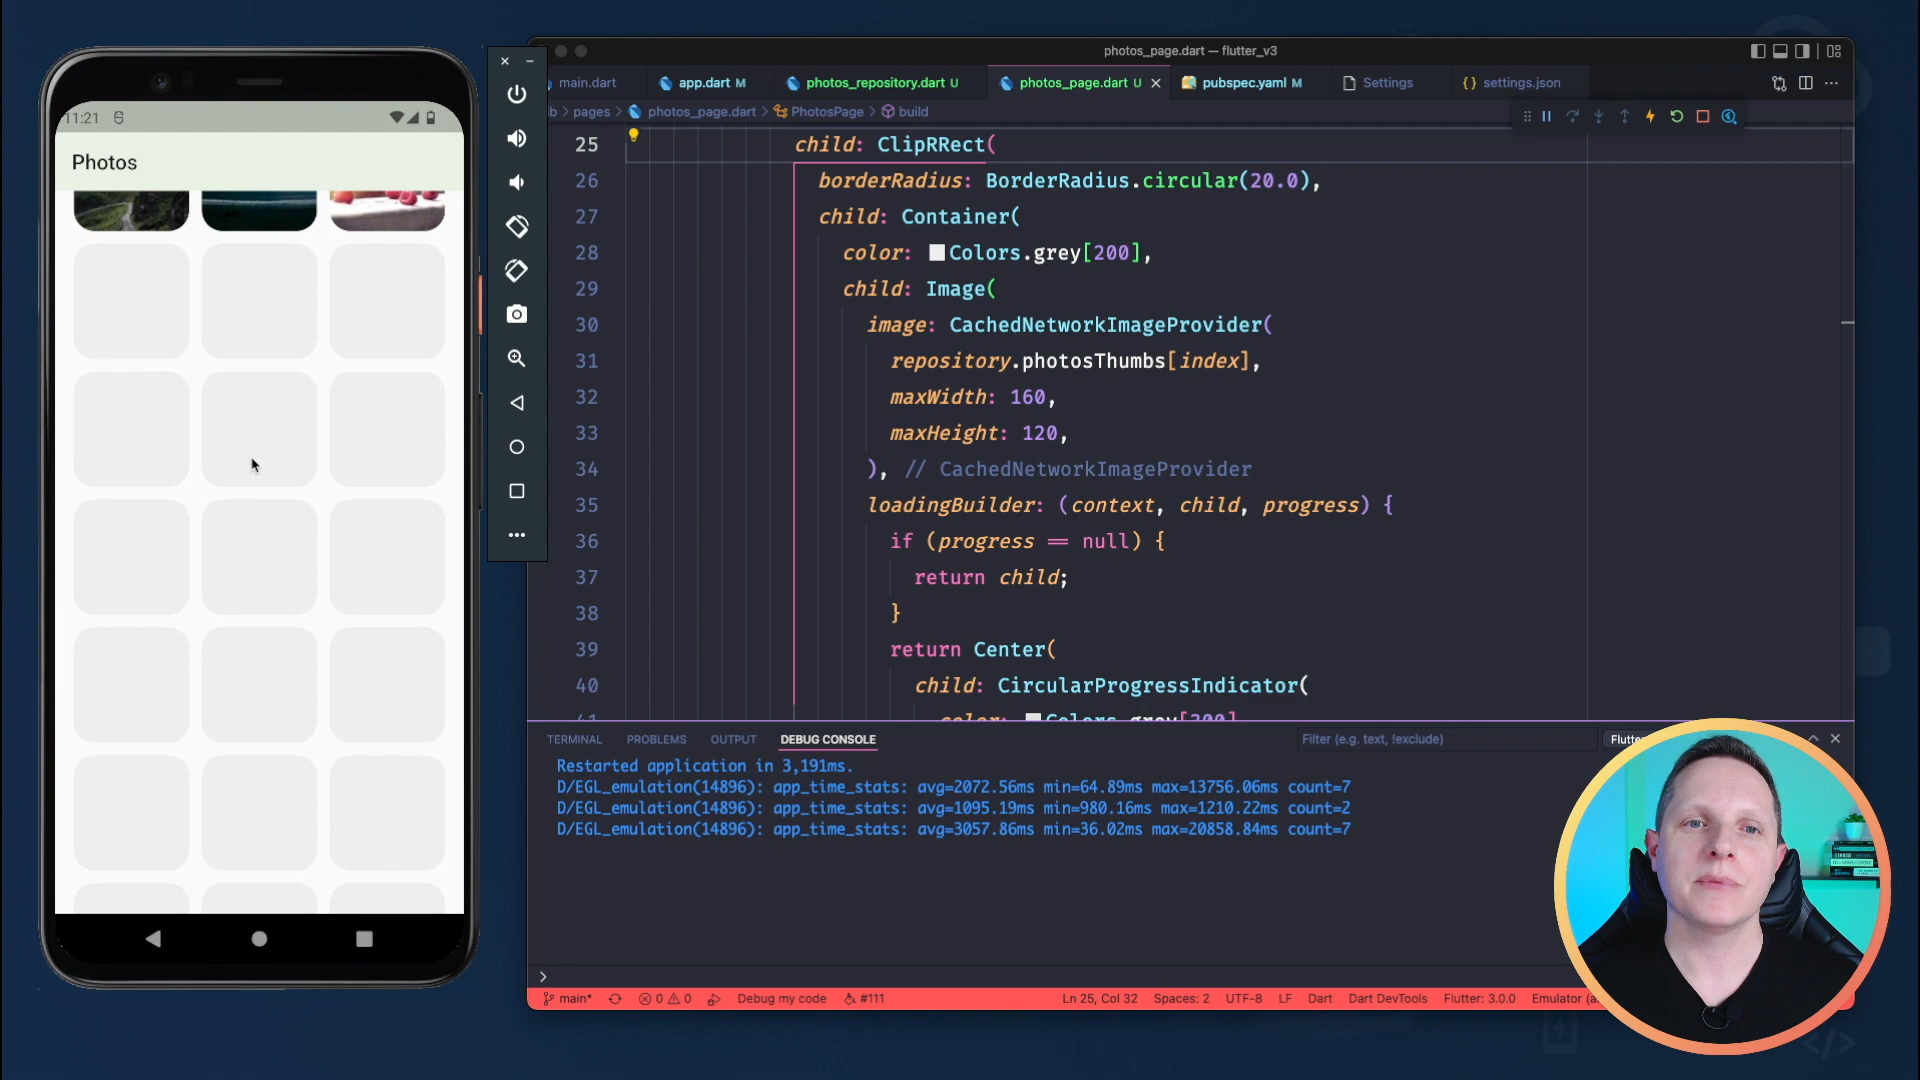 11:21
Photos
photos_page.dart — flutter_v3
main.dart
app.dart M
photos_repository.dart U
photos_page.dart U
pubspec.yaml M
Settings
{} settings.json
pages > photos_page.dart > PhotosPage > build
25 child: ClipRRect(
26 borderRadius: BorderRadius.circular(20.0),
27 child: Container(
28 color: Colors.grey[200],
29 child: Image(
30 image: CachedNetworkImageProvider(
31 repository.photosThumbs[index],
32 maxWidth: 160,
33 maxHeight: 120,
34 ), // CachedNetworkImageProvider
35 loadingBuilder: (context, child, progress) {
36 if (progress == null) {
37 return child;
38 }
39 return Center(
40 child: CircularProgressIndicator(
TERMINAL
PROBLEMS
OUTPUT
DEBUG CONSOLE
Filter (e.g. text, !exclude)
Restarted application in 3,191ms.
D/EGL_emulation(14896): app_time_stats: avg=2072.56ms min=64.89ms max=13756.06ms count=7
D/EGL_emulation(14896): app_time_stats: avg=1095.19ms min=980.16ms max=1210.22ms count=2
D/EGL_emulation(14896): app_time_stats: avg=3057.86ms min=36.02ms max=20858.84ms count=7
>
main*
0
0
Debug my code
#111
Ln 25, Col 32
Spaces: 2
UTF-8
LF
Dart
Dart DevTools
Flutter: 3.0.0
Emulator